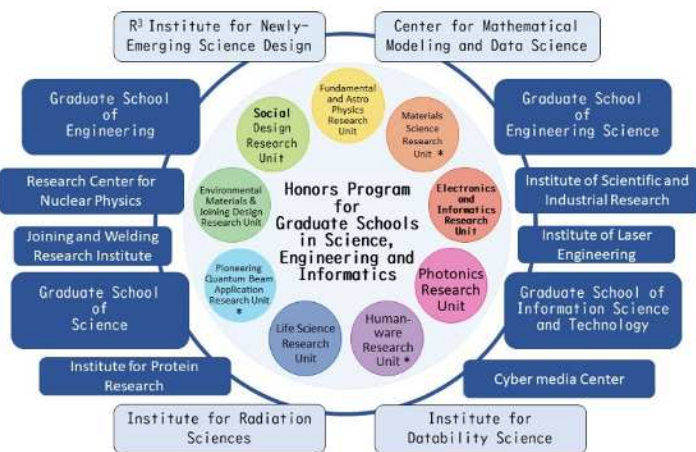 R³ Institute for Newly-
Emerging Science Design
Center for Mathematical
Modeling and Data Science
Graduate School
of
Engineering
Research Center for
Nuclear Physics
Joining and Welding
Research Institute
Graduate School
of
Science
Institute for Protein
Research
Institute for Radiation
Sciences
Fundamental
and Astro
Physics
Research
Unit
Social
Design
Research
Unit
Materials
Science
Research
Unit *
Environmental
Materials &
Joining Design
Research Unit
Honors Program
for
Graduate Schools
in Science,
Engineering and
Informatics
Electronics
and
Informatics
Research
Unit
Pioneering
Quantum Beam
Application
Research Unit
*
Photonics
Research
Unit
Life Science
Research
Unit
Human-
ware
Research
Unit *
Graduate School
of
Engineering Science
Institute of Scientific and
Industrial Research
Institute of Laser
Engineering
Graduate School of
Information Science
and Technology
Cyber media Center
Institute for
Datability Science